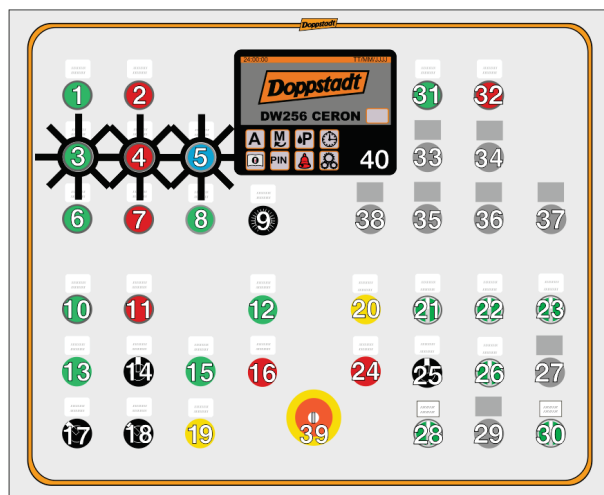 Doppstadt
24:00:00 TT/MM/JJJJ
Doppstadt
DW256 CERON
A M P
PIN
40
1 2 31 32
3 4 5 33 34
6 7 8 9 38 35 36 37
10 11 12 20 21 22 23
13 14 15 16 24 25 26 27
17 18 19 39 28 29 30